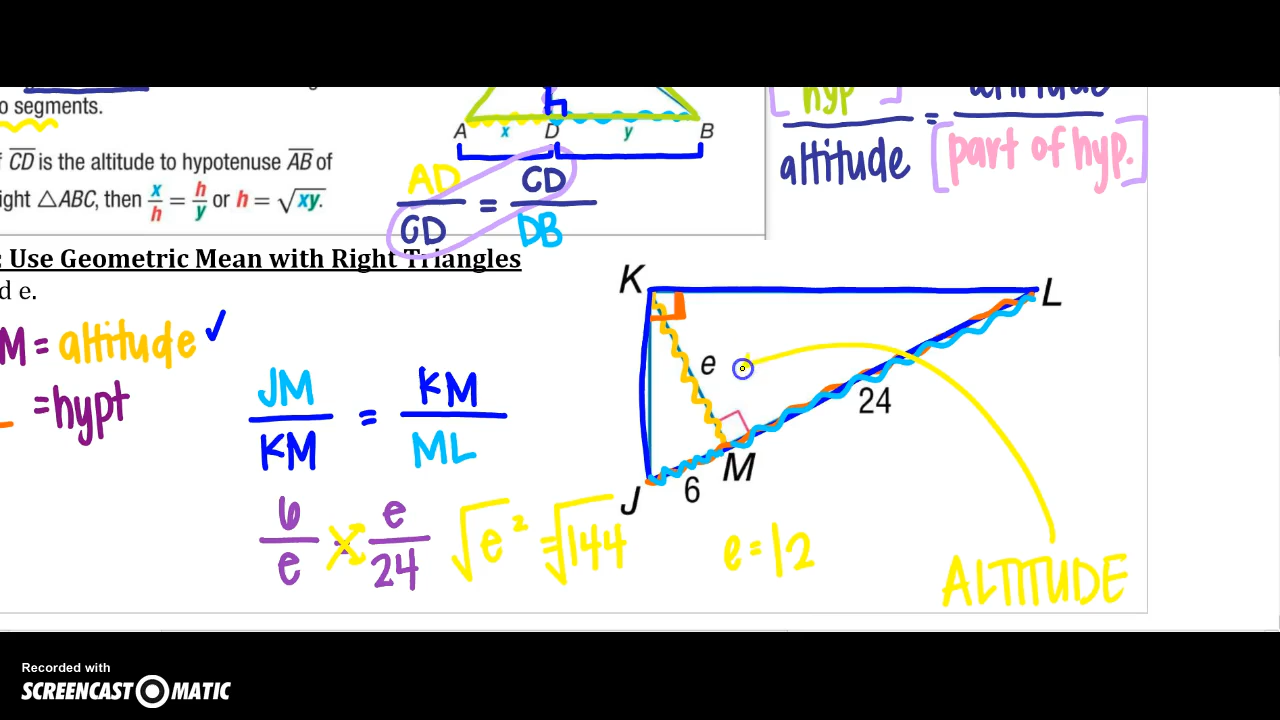 o segments.
f CD is the altitude to hypotenuse AB of
ight △ABC, then x/h = h/y or h = √xy.
A x D y B
AD/CD = CD/DB
hyp/altitude = altitude/part of hyp.
: Use Geometric Mean with Right Triangles
d e.
M = altitude ✓
= hypt
JM/KM = KM/ML
6/e = e/24
√e² = √144
e = 12
K
L
e
24
M
6
J
ALTITUDE
Recorded with
SCREENCAST MATIC